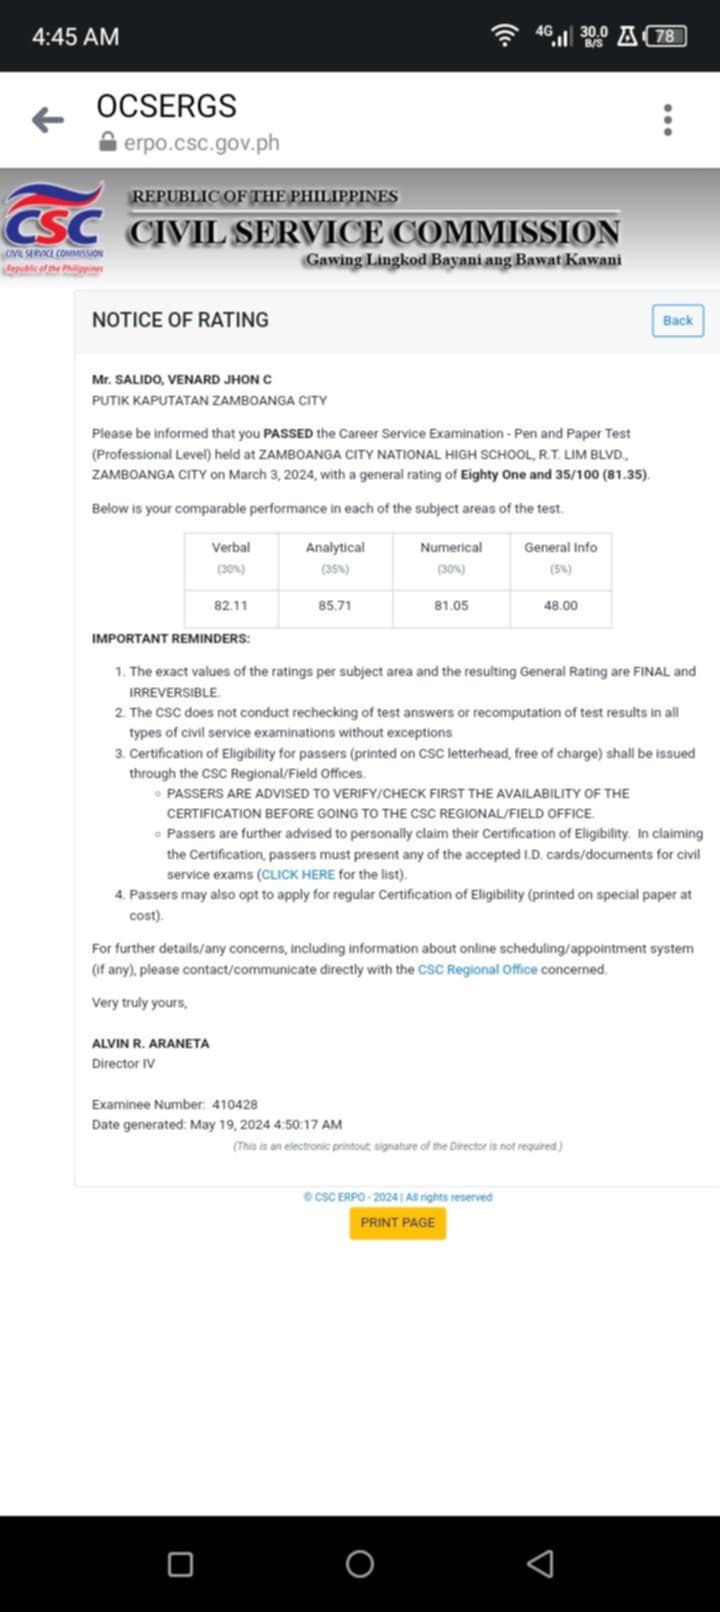 4:45 AM
4G 30.0 B/S 78
OCSERGS
erpo.csc.gov.ph
REPUBLIC OF THE PHILIPPINES
CSC
CIVIL SERVICE COMMISSION
CIVIL SERVICE COMMISSION
Republic of the Philippines
Gawing Lingkod Bayani ang Bawat Kawani
NOTICE OF RATING
Back
Mr. SALIDO, VENARD JHON C
PUTIK KAPUTATAN ZAMBOANGA CITY
Please be informed that you PASSED the Career Service Examination - Pen and Paper Test
(Professional Level) held at ZAMBOANGA CITY NATIONAL HIGH SCHOOL, R.T. LIM BLVD.,
ZAMBOANGA CITY on March 3, 2024, with a general rating of Eighty One and 35/100 (81.35).
Below is your comparable performance in each of the subject areas of the test.
Verbal Analytical Numerical General Info
(30%) (35%) (30%) (5%)
82.11 85.71 81.05 48.00
IMPORTANT REMINDERS:
1. The exact values of the ratings per subject area and the resulting General Rating are FINAL and
IRREVERSIBLE.
2. The CSC does not conduct rechecking of test answers or recomputation of test results in all
types of civil service examinations without exceptions
3. Certification of Eligibility for passers (printed on CSC letterhead, free of charge) shall be issued
through the CSC Regional/Field Offices.
◦ PASSERS ARE ADVISED TO VERIFY/CHECK FIRST THE AVAILABILITY OF THE
CERTIFICATION BEFORE GOING TO THE CSC REGIONAL/FIELD OFFICE.
◦ Passers are further advised to personally claim their Certification of Eligibility. In claiming
the Certification, passers must present any of the accepted I.D. cards/documents for civil
service exams (CLICK HERE for the list).
4. Passers may also opt to apply for regular Certification of Eligibility (printed on special paper at
cost).
For further details/any concerns, including information about online scheduling/appointment system
(if any), please contact/communicate directly with the CSC Regional Office concerned.
Very truly yours,
ALVIN R. ARANETA
Director IV
Examinee Number: 410428
Date generated: May 19, 2024 4:50:17 AM
(This is an electronic printout; signature of the Director is not required.)
© CSC ERPO - 2024 | All rights reserved
PRINT PAGE